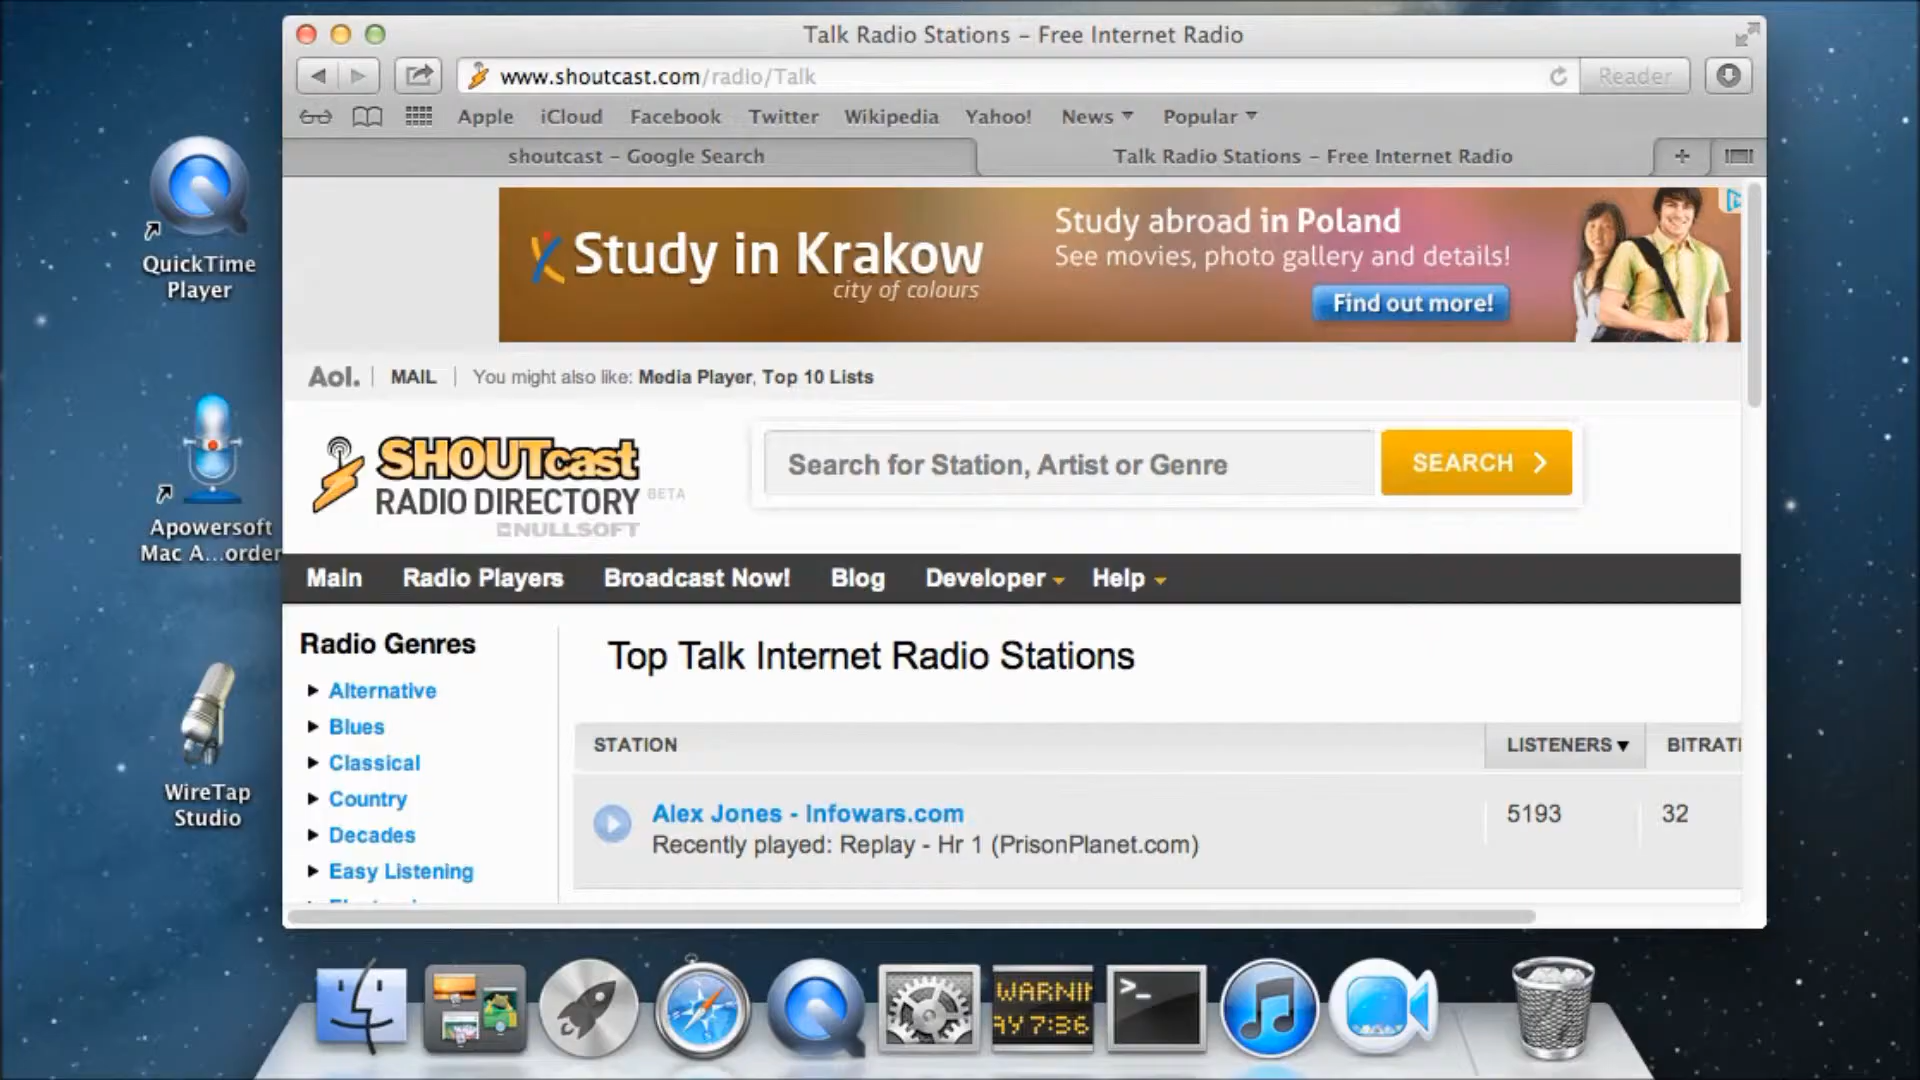 Talk Radio Stations – Free Internet Radio
www.shoutcast.com/radio/Talk
Reader
Apple iCloud Facebook Twitter Wikipedia Yahoo! News Popular
shoutcast – Google Search
Talk Radio Stations – Free Internet Radio
QuickTime
Player
Apowersoft
Mac A...order
WireTap
Studio
Study in Krakow
city of colours
Study abroad in Poland
See movies, photo gallery and details!
Find out more!
Aol. MAIL You might also like: Media Player, Top 10 Lists
SHOUTcast
RADIO DIRECTORY BETA
NULLSOFT
Search for Station, Artist or Genre
SEARCH
Main Radio Players Broadcast Now! Blog Developer Help
Radio Genres
Alternative
Blues
Classical
Country
Decades
Easy Listening
Top Talk Internet Radio Stations
STATION LISTENERS BITRAT
Alex Jones - Infowars.com 5193 32
Recently played: Replay - Hr 1 (PrisonPlanet.com)
WARNIN
AY 7:36
>_